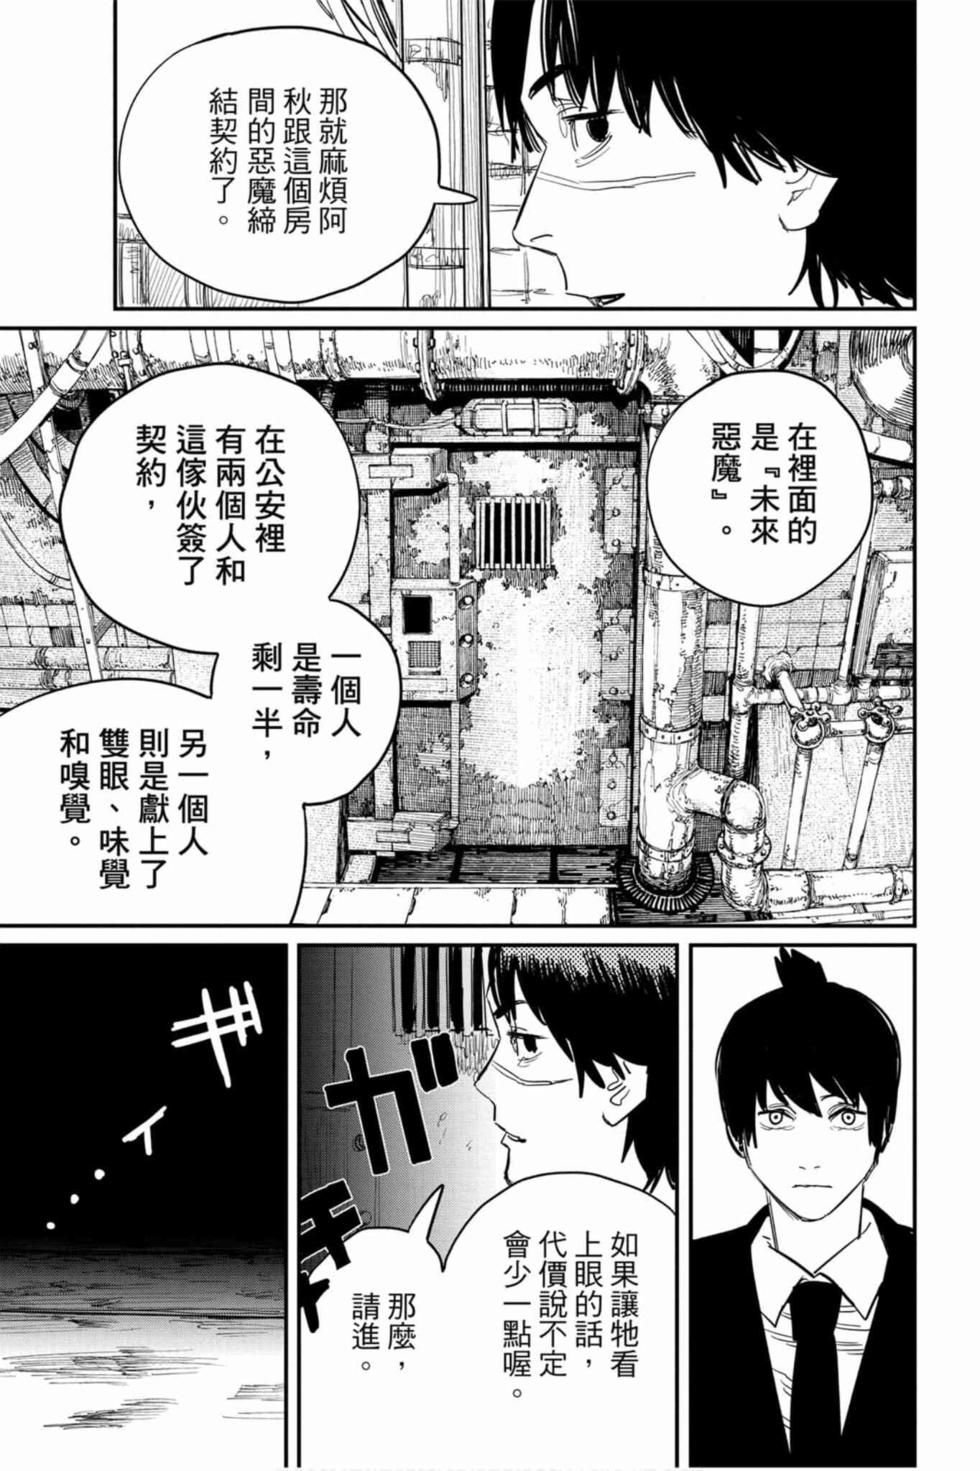 那就麻煩阿
秋跟這個房
間的惡魔締
結契約了。
在裡面的
是『未來
惡魔』。
在公安裡
有兩個人和
這傢伙簽了
契約，
一個人
是壽命
剩一半，
另一個人
則是獻上了
雙眼、味覺
和嗅覺。
如果讓牠看
上眼的話，
代價說不定
會少一點喔。
ガキ
那麼，
請進。
ギイ